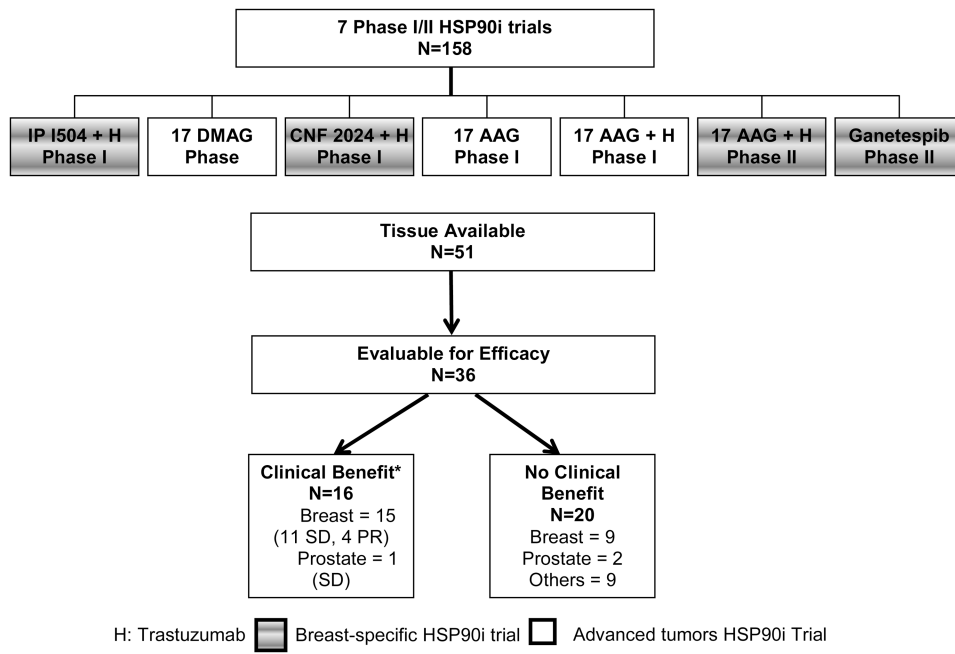 7 Phase I/II HSP90i trials
N=158
IP I504 + H
Phase I
17 DMAG
Phase
CNF 2024 + H
Phase I
17 AAG
Phase I
17 AAG + H
Phase I
17 AAG + H
Phase II
Ganetespib
Phase II
Tissue Available
N=51
Evaluable for Efficacy
N=36
Clinical Benefit*
N=16
Breast = 15
(11 SD, 4 PR)
Prostate = 1
(SD)
No Clinical
Benefit
N=20
Breast = 9
Prostate = 2
Others = 9
H: Trastuzumab Breast-specific HSP90i trial Advanced tumors HSP90i Trial